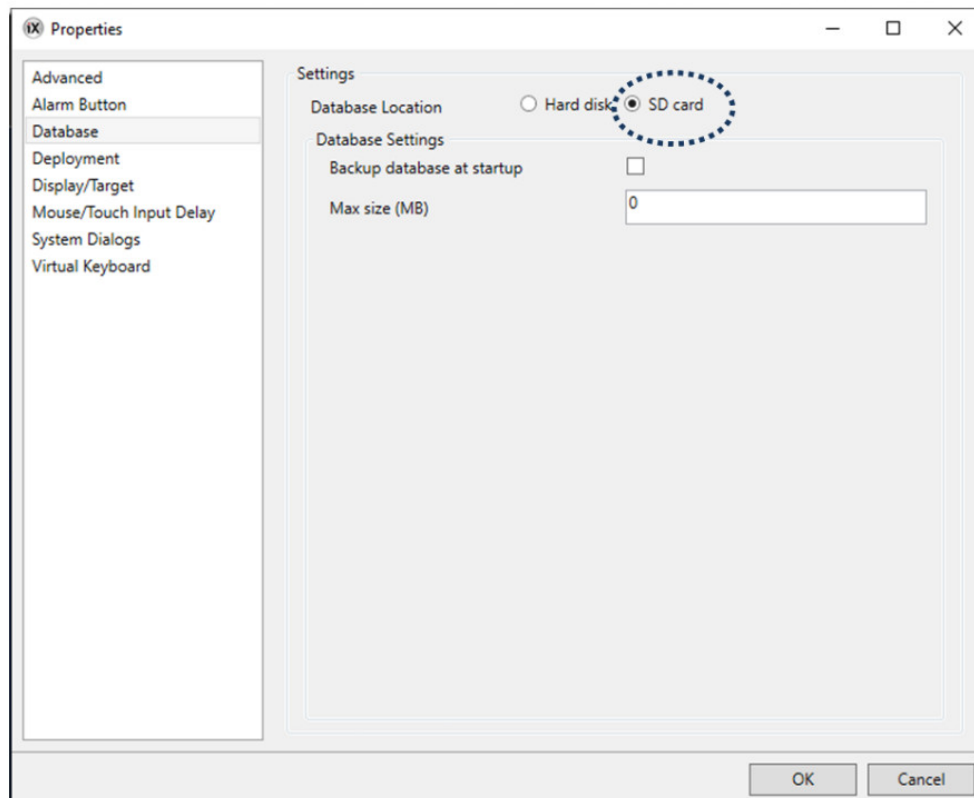 iX Properties
Advanced
Alarm Button
Database
Deployment
Display/Target
Mouse/Touch Input Delay
System Dialogs
Virtual Keyboard
Settings
Database Location Hard disk SD card
Database Settings
Backup database at startup
Max size (MB) 0
OK Cancel